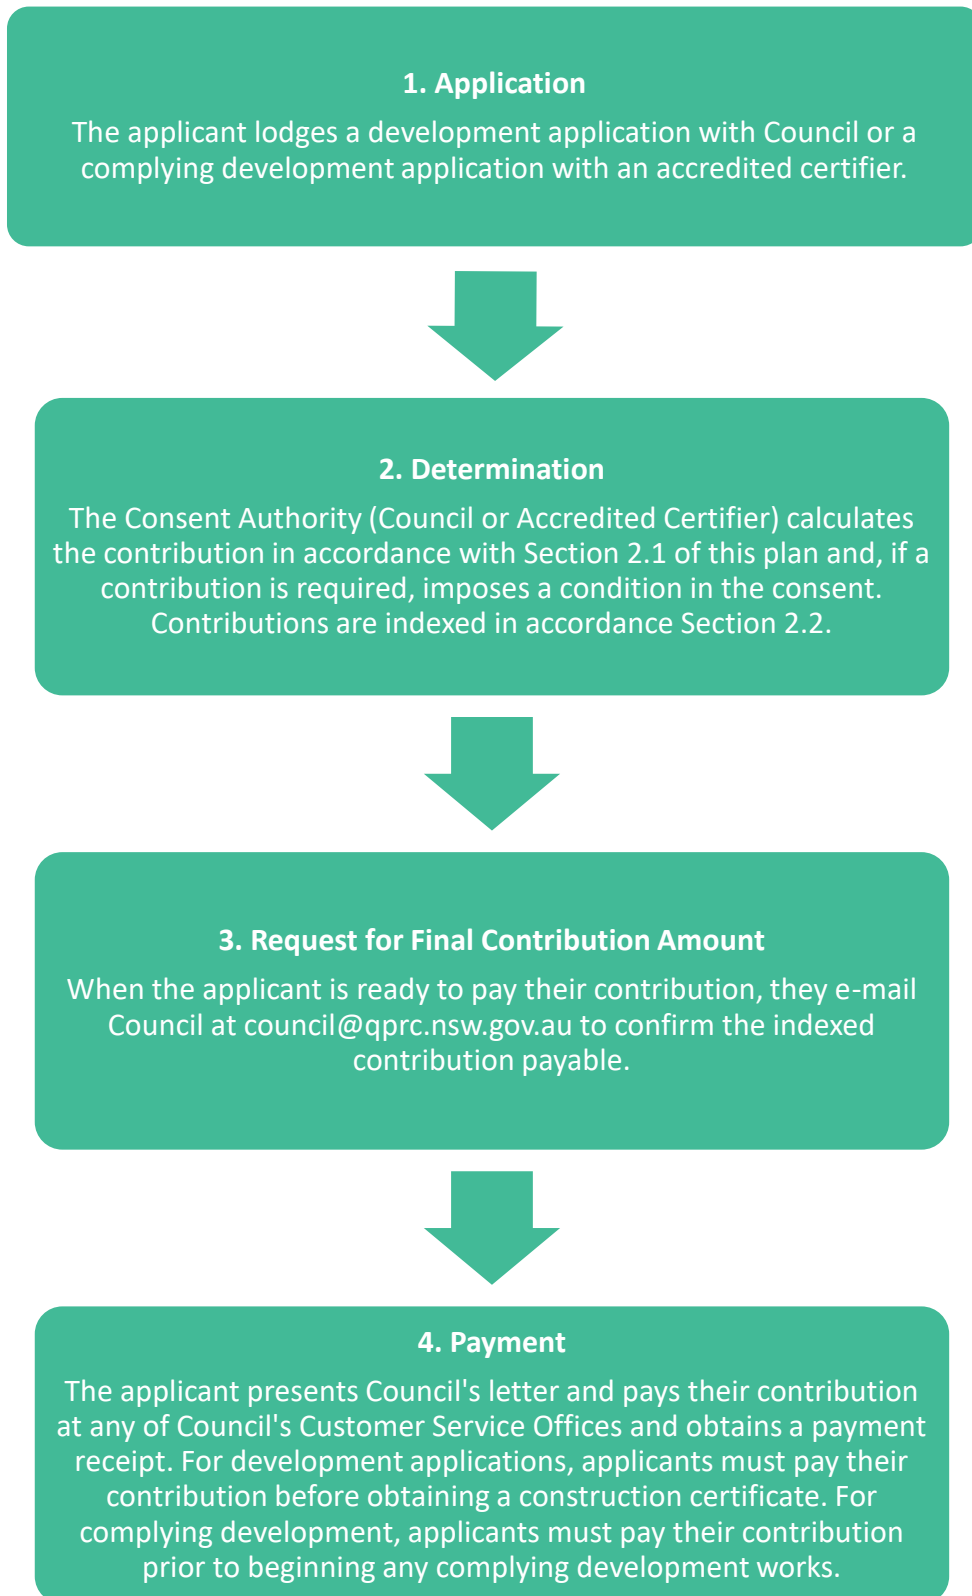 1. Application
The applicant lodges a development application with Council or a
complying development application with an accredited certifier.
2. Determination
The Consent Authority (Council or Accredited Certifier) calculates
the contribution in accordance with Section 2.1 of this plan and, if a
contribution is required, imposes a condition in the consent.
Contributions are indexed in accordance Section 2.2.
3. Request for Final Contribution Amount
When the applicant is ready to pay their contribution, they e-mail
Council at council@qprc.nsw.gov.au to confirm the indexed
contribution payable.
4. Payment
The applicant presents Council's letter and pays their contribution
at any of Council's Customer Service Offices and obtains a payment
receipt. For development applications, applicants must pay their
contribution before obtaining a construction certificate. For
complying development, applicants must pay their contribution
prior to beginning any complying development works.